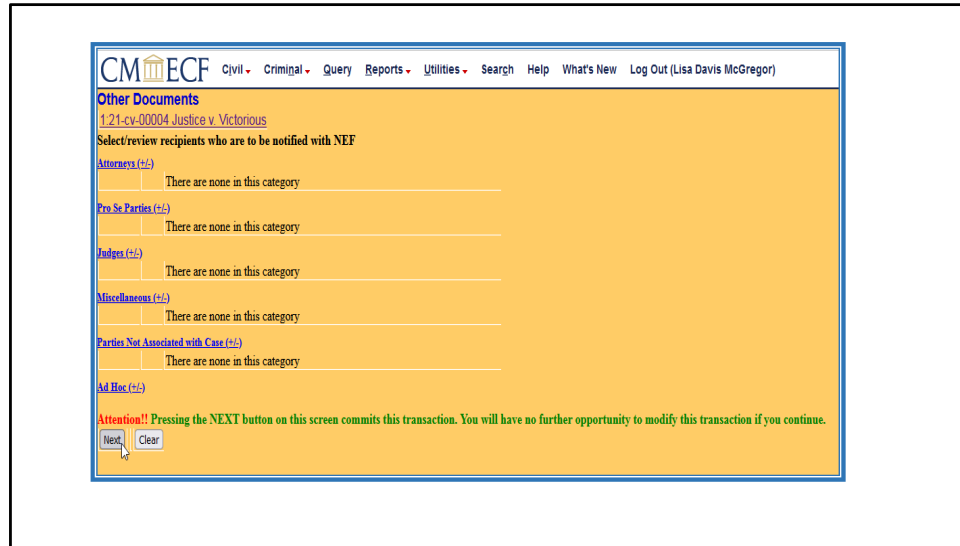 CM ECF Civil Criminal Query Reports Utilities Search Help What's New Log Out (Lisa Davis McGregor)
Other Documents
1:21-cv-00004 Justice v. Victorious
Select/review recipients who are to be notified with NEF
Attorneys (+/-)
There are none in this category
Pro Se Parties (+/-)
There are none in this category
Judges (+/-)
There are none in this category
Miscellaneous (+/-)
There are none in this category
Parties Not Associated with Case (+/-)
There are none in this category
Ad Hoc (+/-)
Attention!! Pressing the NEXT button on this screen commits this transaction. You will have no further opportunity to modify this transaction if you continue.
Next Clear